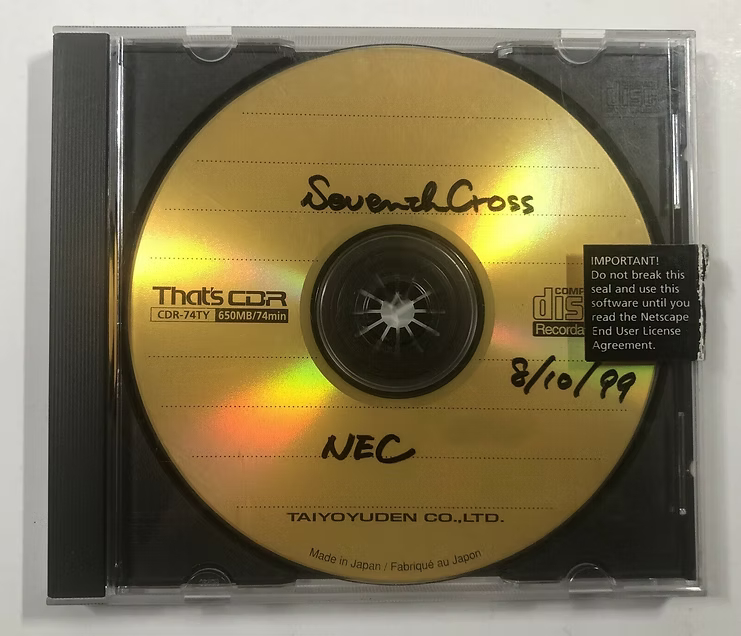 SeventhCross
IMPORTANT!
Do not break this
seal and use this
software until you
read the Netscape
End User License
Agreement.
That's CDR
CDR-74TY 650MB/74min
8/10/99
NEC
TAIYOYUDEN CO.,LTD.
Made in Japan / Fabriqué au Japon